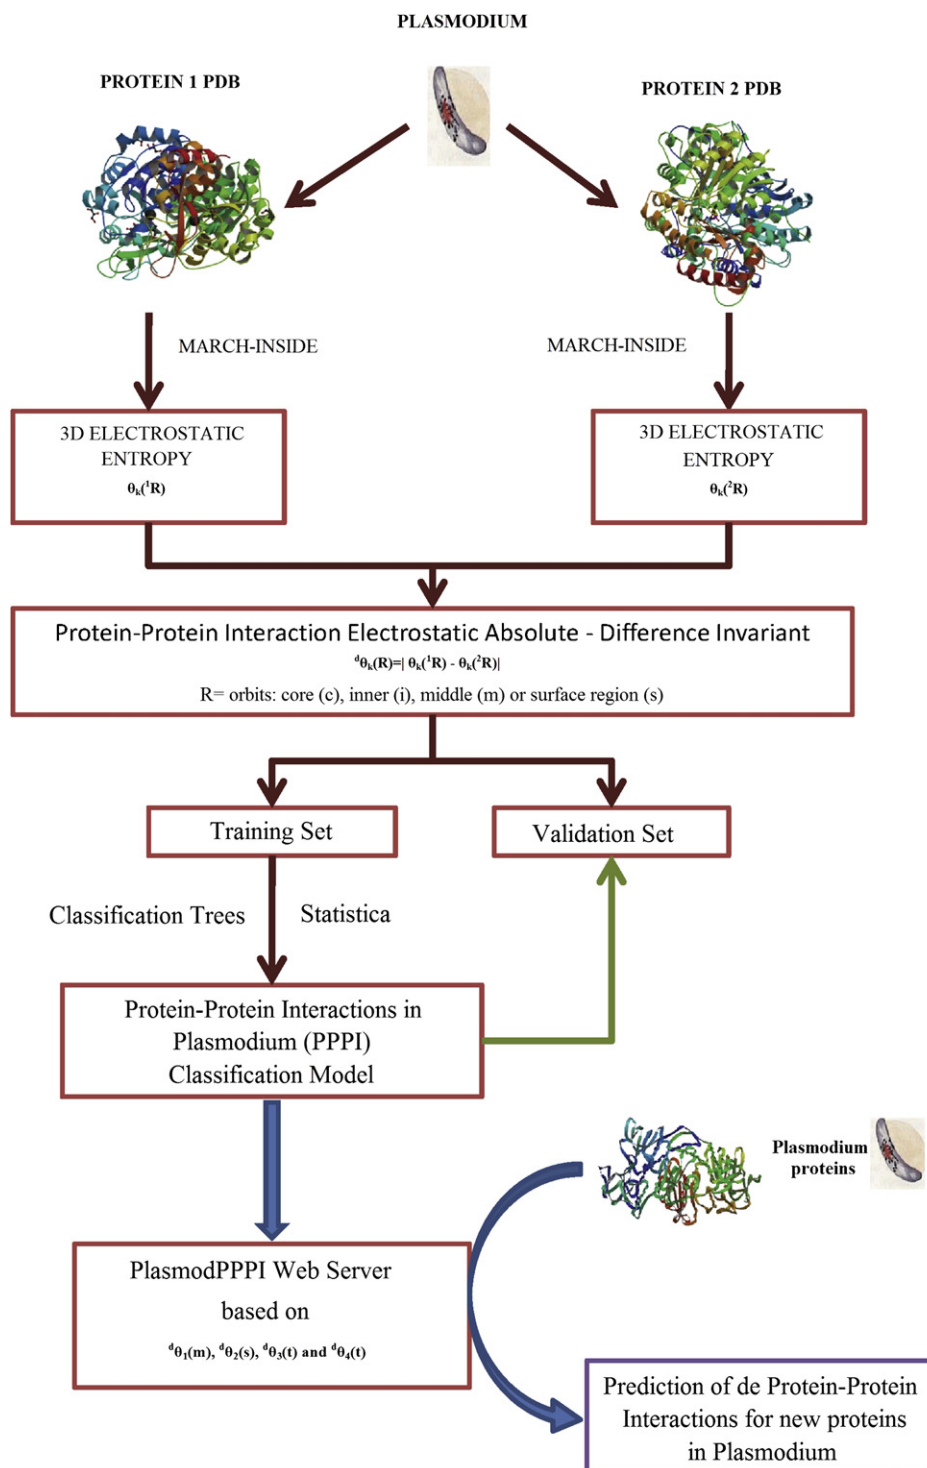 PLASMODIUM
PROTEIN 1 PDB
PROTEIN 2 PDB
MARCH-INSIDE
MARCH-INSIDE
3D ELECTROSTATIC
ENTROPY
θₖ(¹R)
3D ELECTROSTATIC
ENTROPY
θₖ(²R)
Protein-Protein Interaction Electrostatic Absolute - Difference Invariant
ᵈθₖ(R)=| θₖ(¹R) - θₖ(²R)|
R= orbits: core (c), inner (i), middle (m) or surface region (s)
Training Set
Validation Set
Classification Trees
Statistica
Protein-Protein Interactions in
Plasmodium (PPPI)
Classification Model
Plasmodium
proteins
PlasmodPPPI Web Server
based on
ᵈθ₁(m), ᵈθ₂(s), ᵈθ₃(t) and ᵈθ₄(t)
Prediction of de Protein-Protein
Interactions for new proteins
in Plasmodium